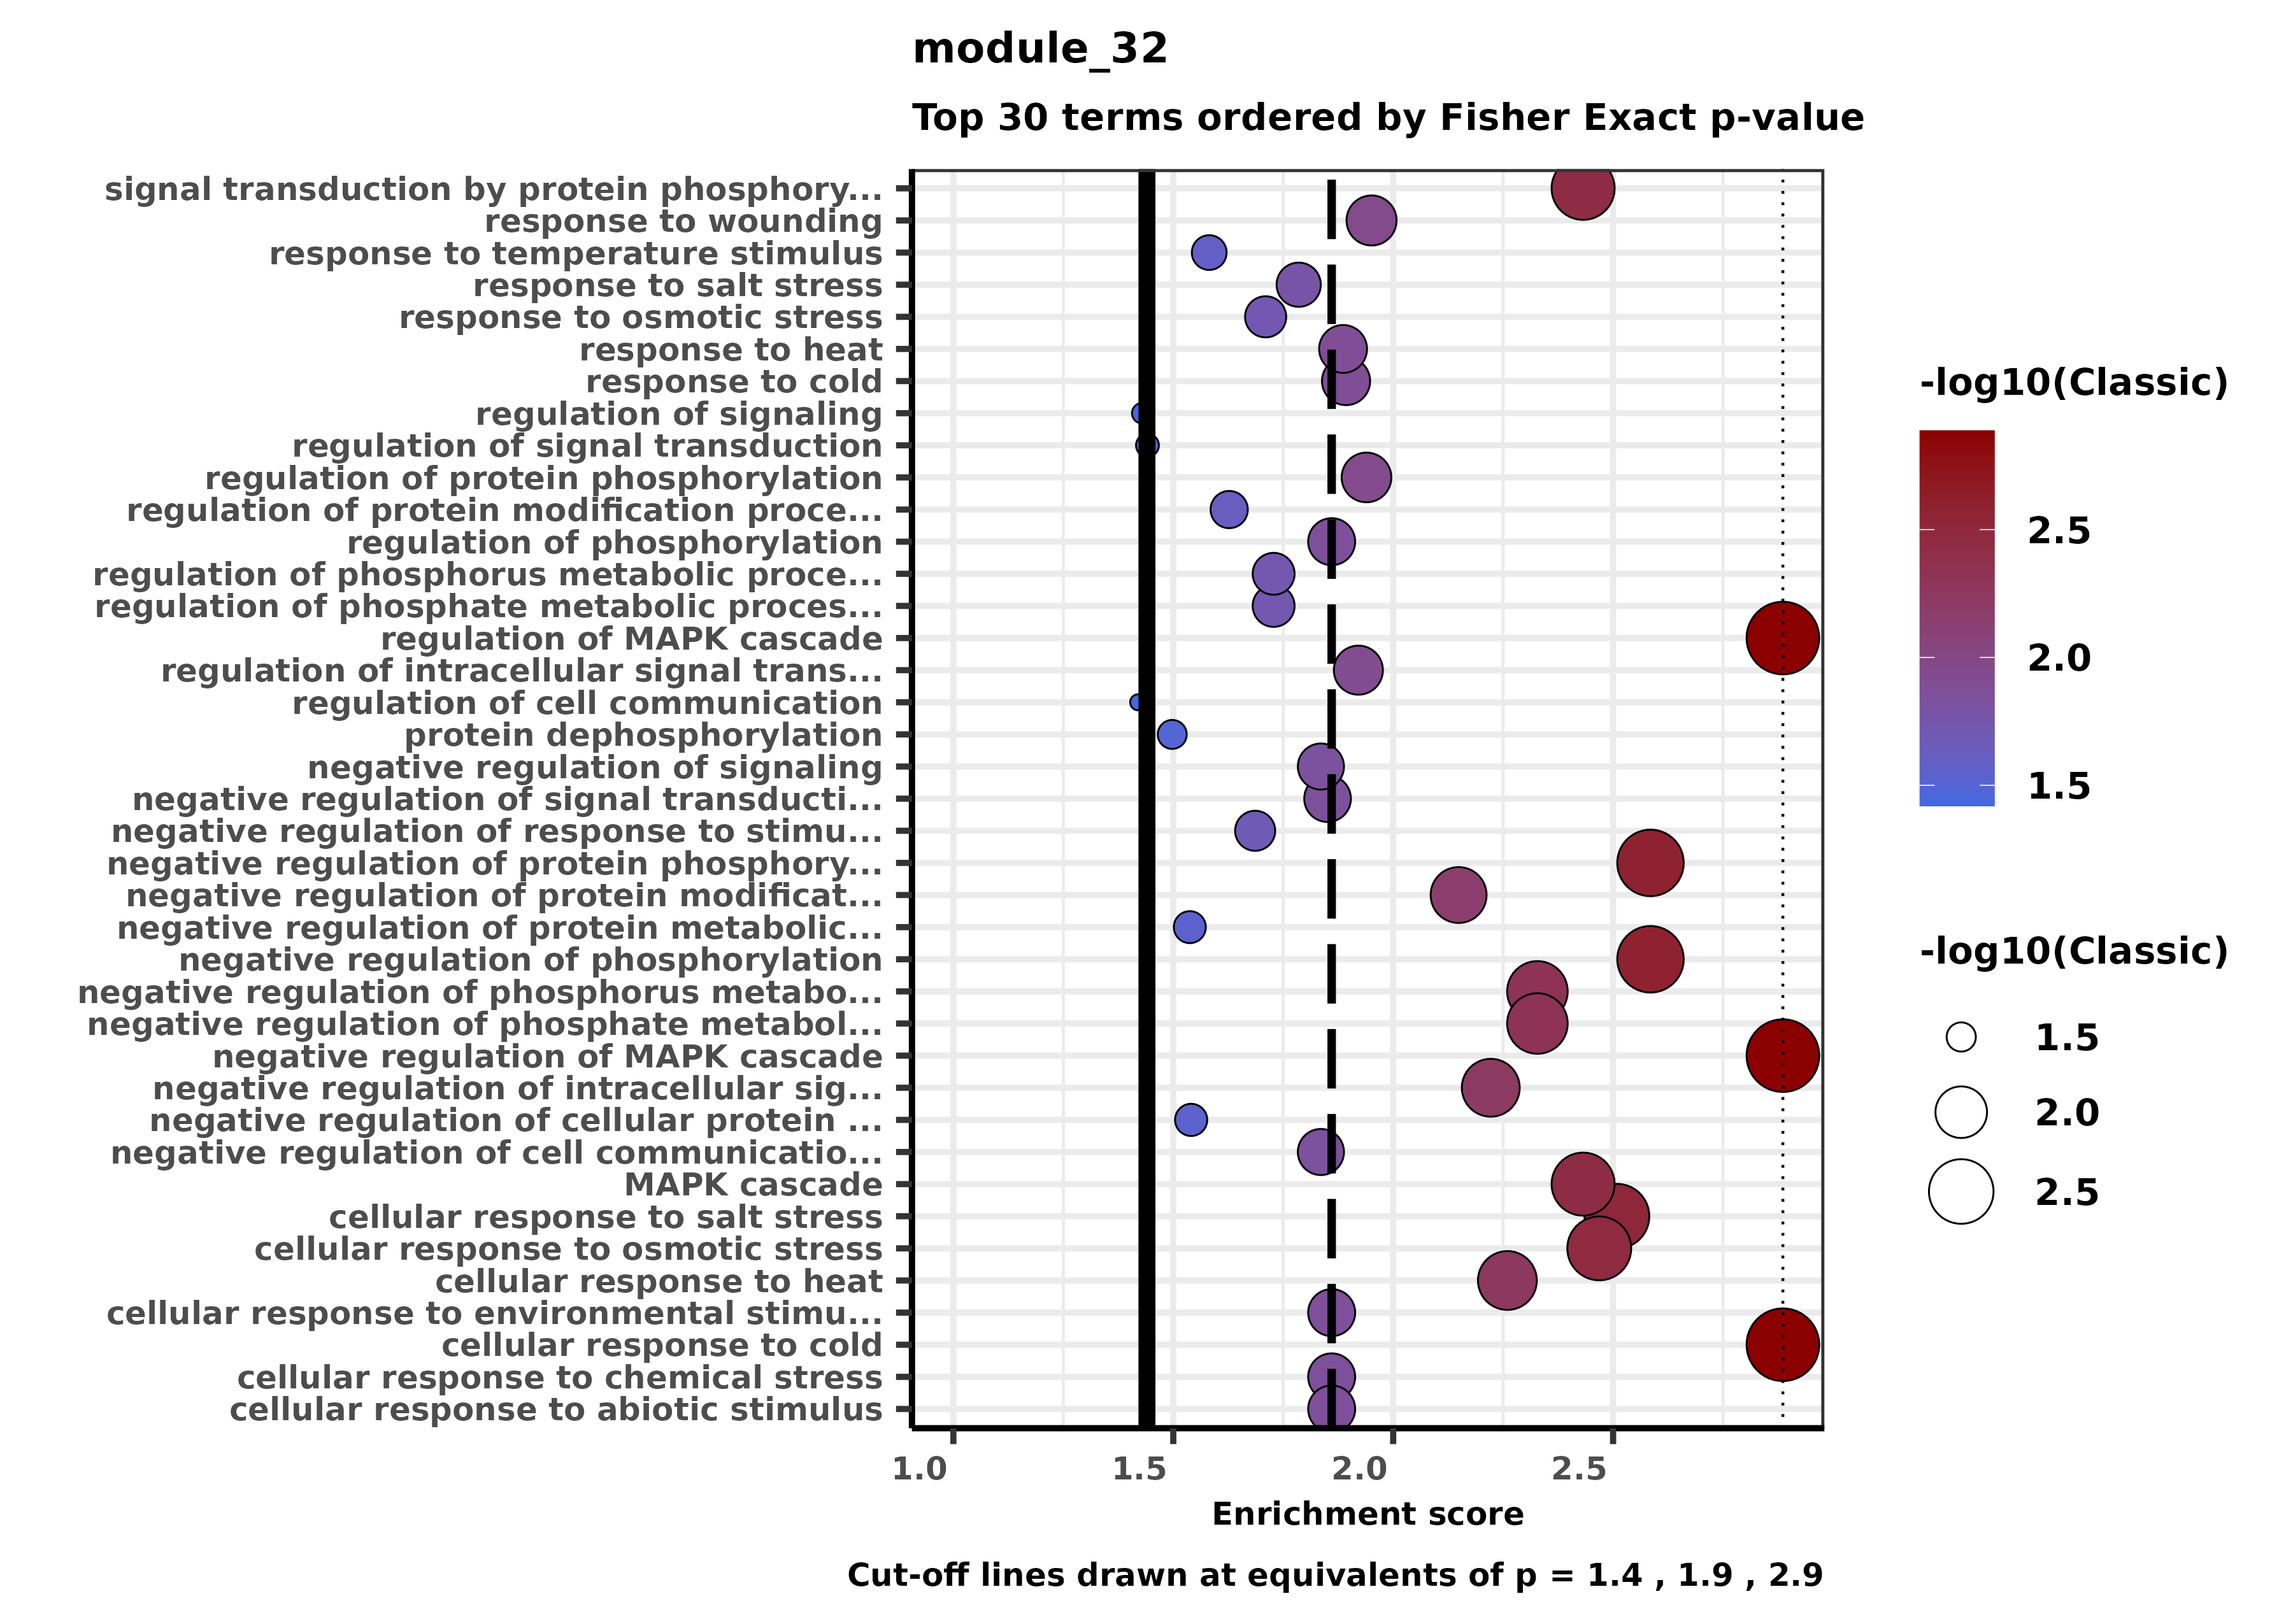 module_32
Top 30 terms ordered by Fisher Exact p-value
signal transduction by protein phosphory...
response to wounding
response to temperature stimulus
response to salt stress
response to osmotic stress
response to heat
response to cold
regulation of signaling
regulation of signal transduction
regulation of protein phosphorylation
regulation of protein modification proce...
regulation of phosphorylation
regulation of phosphorus metabolic proce...
regulation of phosphate metabolic proces...
regulation of MAPK cascade
regulation of intracellular signal trans...
regulation of cell communication
protein dephosphorylation
negative regulation of signaling
negative regulation of signal transducti...
negative regulation of response to stimu...
negative regulation of protein phosphory...
negative regulation of protein modificat...
negative regulation of protein metabolic...
negative regulation of phosphorylation
negative regulation of phosphorus metabo...
negative regulation of phosphate metabol...
negative regulation of MAPK cascade
negative regulation of intracellular sig...
negative regulation of cellular protein ...
negative regulation of cell communicatio...
MAPK cascade
cellular response to salt stress
cellular response to osmotic stress
cellular response to heat
cellular response to environmental stimu...
cellular response to cold
cellular response to chemical stress
cellular response to abiotic stimulus
1.0 1.5 2.0 2.5
Enrichment score
Cut-off lines drawn at equivalents of p = 1.4 , 1.9 , 2.9
-log10(Classic)
2.5
2.0
1.5
-log10(Classic)
1.5
2.0
2.5